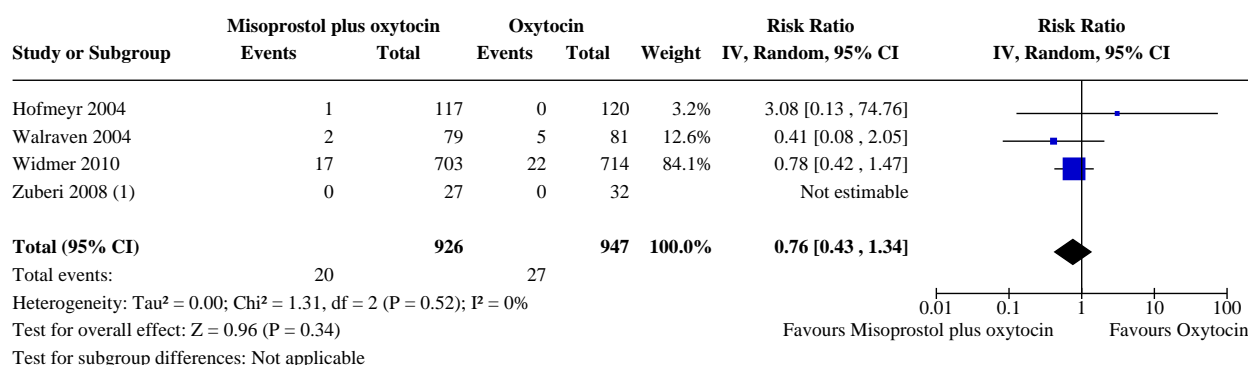 Misoprostol plus oxytocin Oxytocin Risk Ratio Risk Ratio
Study or Subgroup Events Total Events Total Weight IV, Random, 95% CI IV, Random, 95% CI
Hofmeyr 2004 1 117 0 120 3.2% 3.08 [0.13 , 74.76]
Walraven 2004 2 79 5 81 12.6% 0.41 [0.08 , 2.05]
Widmer 2010 17 703 22 714 84.1% 0.78 [0.42 , 1.47]
Zuberi 2008 (1) 0 27 0 32 Not estimable
Total (95% CI) 926 947 100.0% 0.76 [0.43 , 1.34]
Total events: 20 27
Heterogeneity: Tau² = 0.00; Chi² = 1.31, df = 2 (P = 0.52); I² = 0%
0.01 0.1 1 10 100
Test for overall effect: Z = 0.96 (P = 0.34)
Favours Misoprostol plus oxytocin Favours Oxytocin
Test for subgroup differences: Not applicable